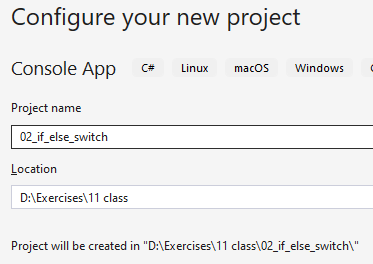 Configure your new project
Console App C# Linux macOS Windows
Project name
02_if_else_switch
Location
D:\Exercises\11 class
Project will be created in "D:\Exercises\11 class\02_if_else_switch\"